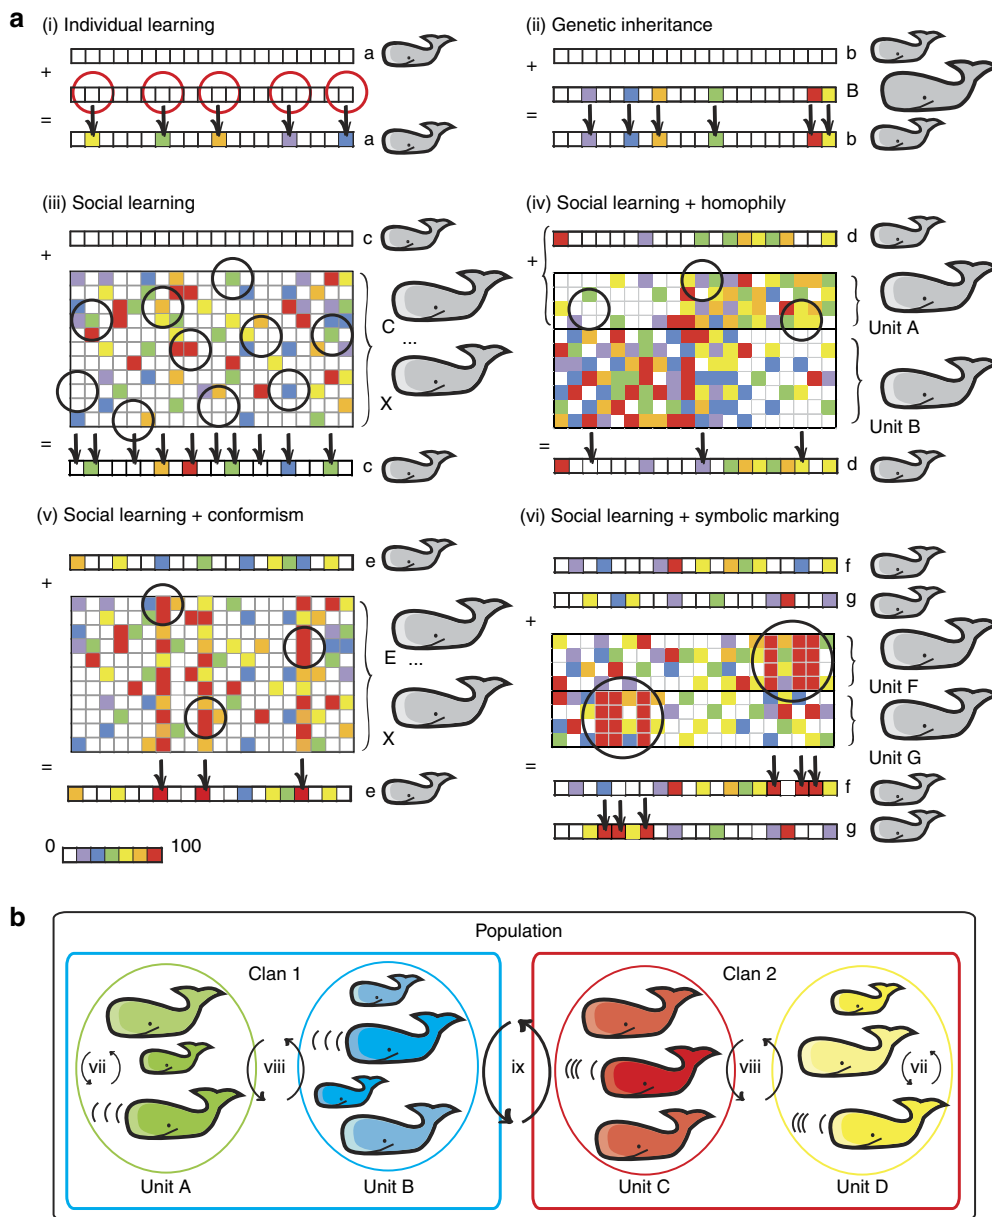 a
(i) Individual learning
a
+
=
a
(ii) Genetic inheritance
b
+
B
=
b
(iii) Social learning
c
+
C
...
X
=
c
(iv) Social learning + homophily
d
+
Unit A
Unit B
=
d
(v) Social learning + conformism
e
+
E ...
X
=
e
0 100
(vi) Social learning + symbolic marking
f
g
+
Unit F
Unit G
=
f
g
b
Population
Clan 1 Clan 2
vii viii ix viii vii
Unit A Unit B Unit C Unit D